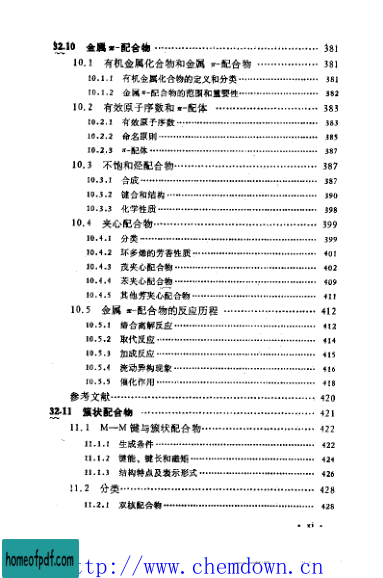 32.10 金属π-配合物 ………… 381
10.1 有机金属化合物和金属 π-配合物 ………… 381
10.1.1 有机金属化合物的定义和分类 ………… 381
10.1.2 金属π-配合物的范围和重要性 ………… 382
10.2 有效原子序数和π-配体 ………… 383
10.2.1 有效原子序数 ………… 383
10.2.2 命名原则 ………… 385
10.2.3 π-配体 ………… 387
10.3 不饱和烃配合物 ………… 387
10.3.1 合成 ………… 387
10.3.2 键合和结构 ………… 390
10.3.3 化学性质 ………… 398
10.4 夹心配合物 ………… 399
10.4.1 分类 ………… 399
10.4.2 环多烯的芳香性质 ………… 401
10.4.3 茂夹心配合物 ………… 402
10.4.4 苯夹心配合物 ………… 409
10.4.5 其他芳夹心配合物 ………… 411
10.5 金属 π-配合物的反应历程 ………… 412
10.5.1 缔合离解反应 ………… 412
10.5.2 取代反应 ………… 414
10.5.3 加成反应 ………… 415
10.5.4 流动异构现象 ………… 416
10.5.5 催化作用 ………… 418
参考文献 ………… 420
32.11 簇状配合物 ………… 421
11.1 M—M 键与簇状配合物 ………… 422
11.1.1 生成条件 ………… 422
11.1.2 键能、键长和磁矩 ………… 424
11.1.3 结构特点及表示形式 ………… 426
11.2 分类 ………… 428
11.2.1 双核配合物 ………… 428
· xi ·
homeofpdf.com
tp://www.chemdown.cn